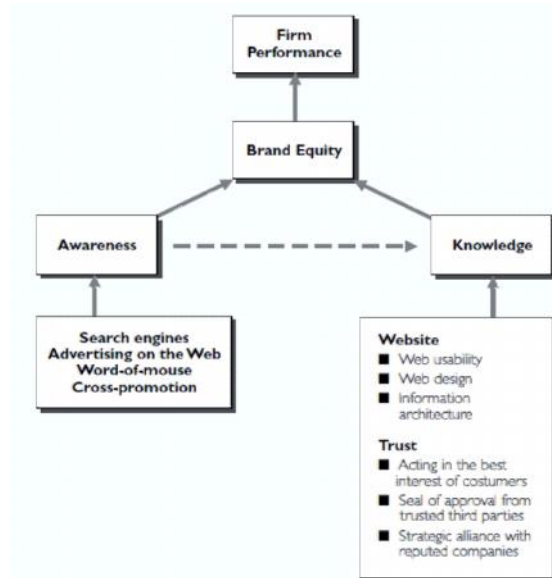 Firm
Performance
Brand Equity
Awareness
Knowledge
Search engines
Advertising on the Web
Word-of-mouse
Cross-promotion
Website
■ Web usability
■ Web design
■ Information
architecture
Trust
■ Acting in the best
interest of costumers
■ Seal of approval from
trusted third parties
■ Strategic alliance with
reputed companies